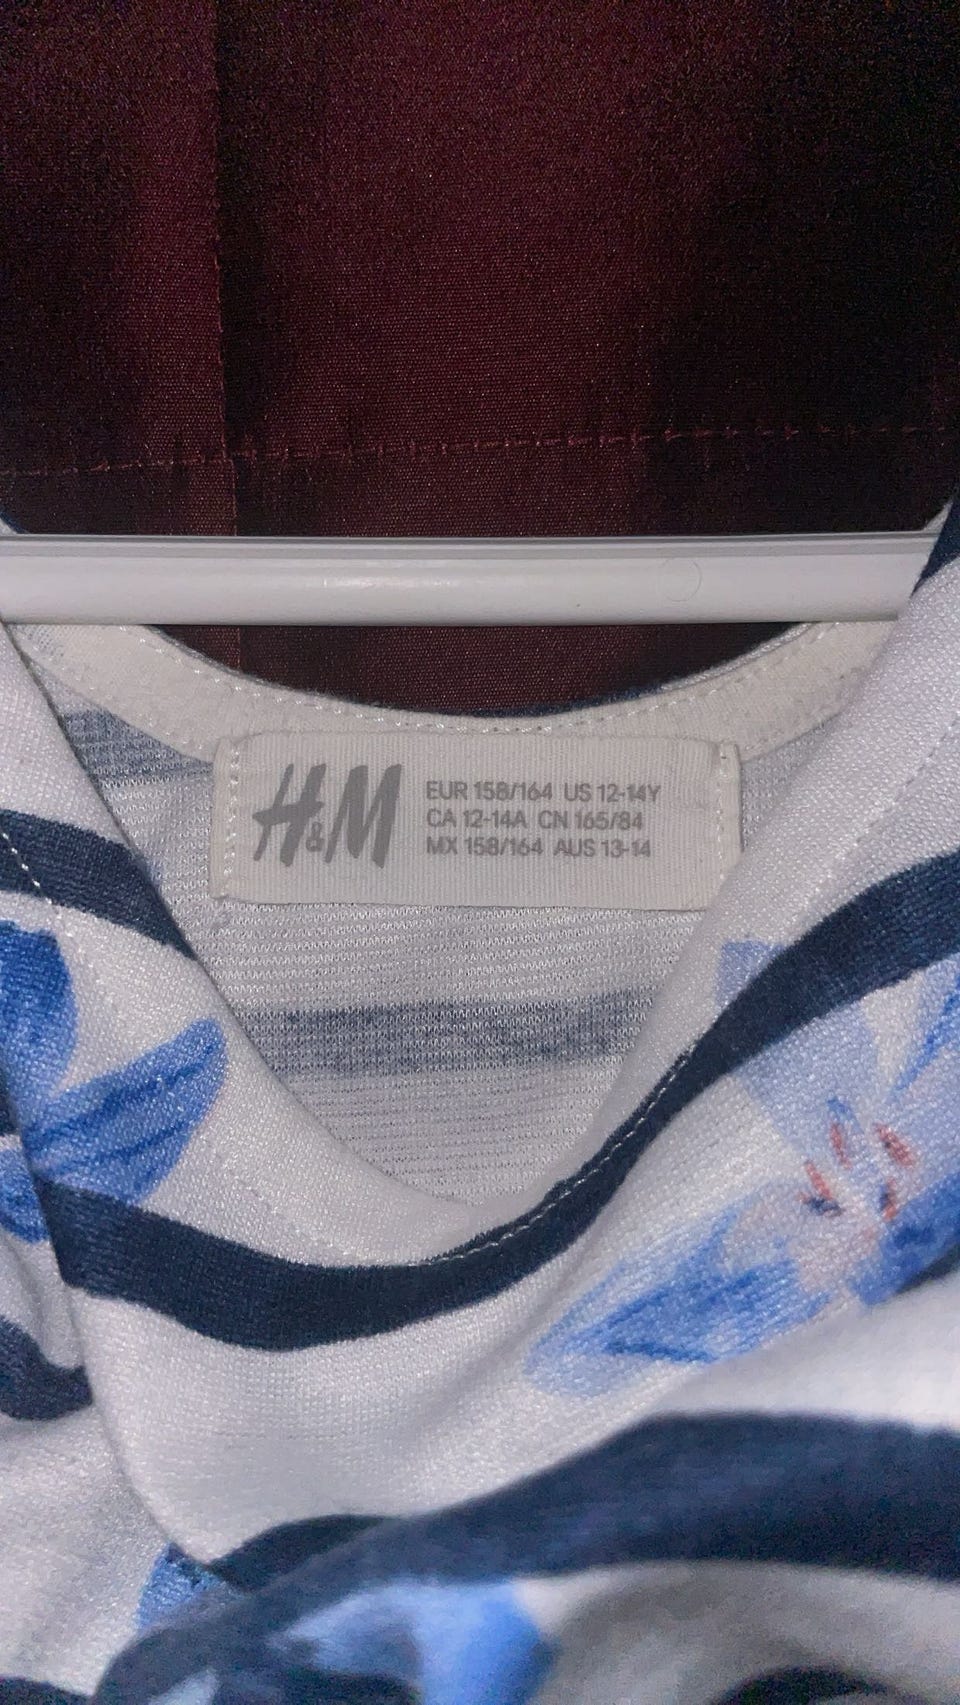 H&M
EUR 158/164 US 12-14Y
CA 12-14A CN 165/84
MX 158/164 AUS 13-14